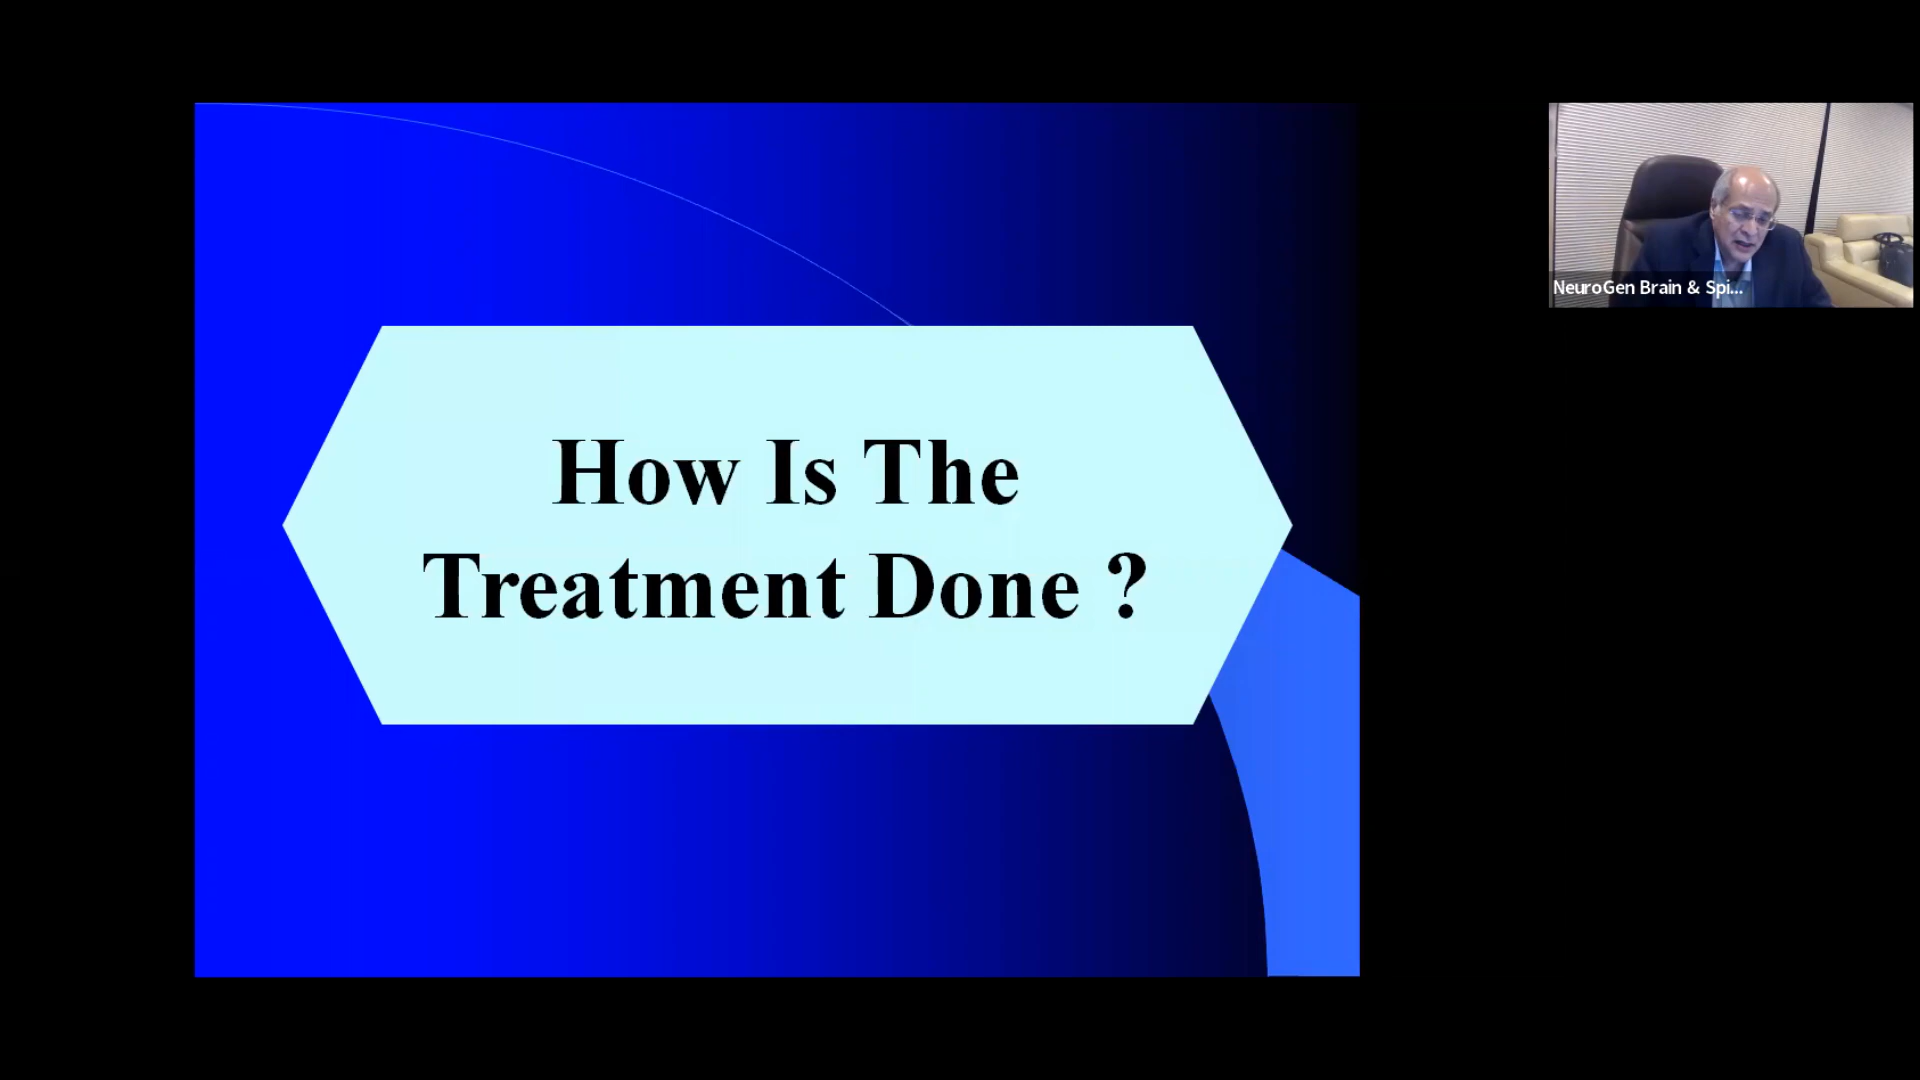 How Is The
Treatment Done ?
NeuroGen Brain & Spi...